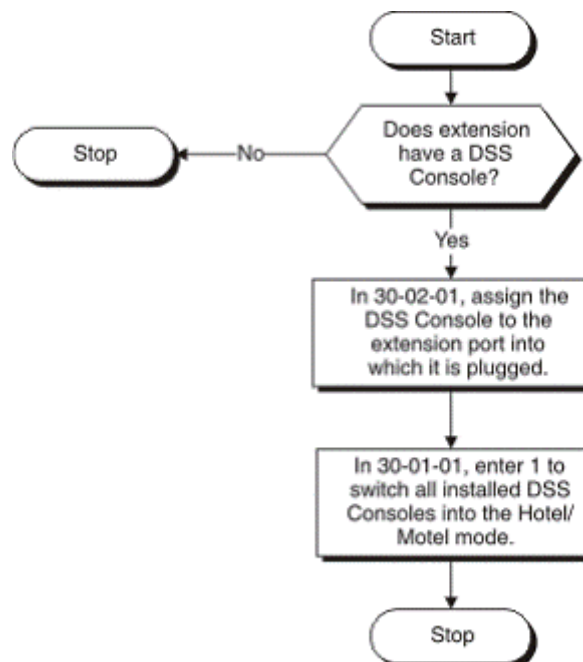 Start
Does extension
have a DSS
Console?
No
Stop
Yes
In 30-02-01, assign the
DSS Console to the
extension port into
which it is plugged.
In 30-01-01, enter 1 to
switch all installed DSS
Consoles into the Hotel/
Motel mode.
Stop